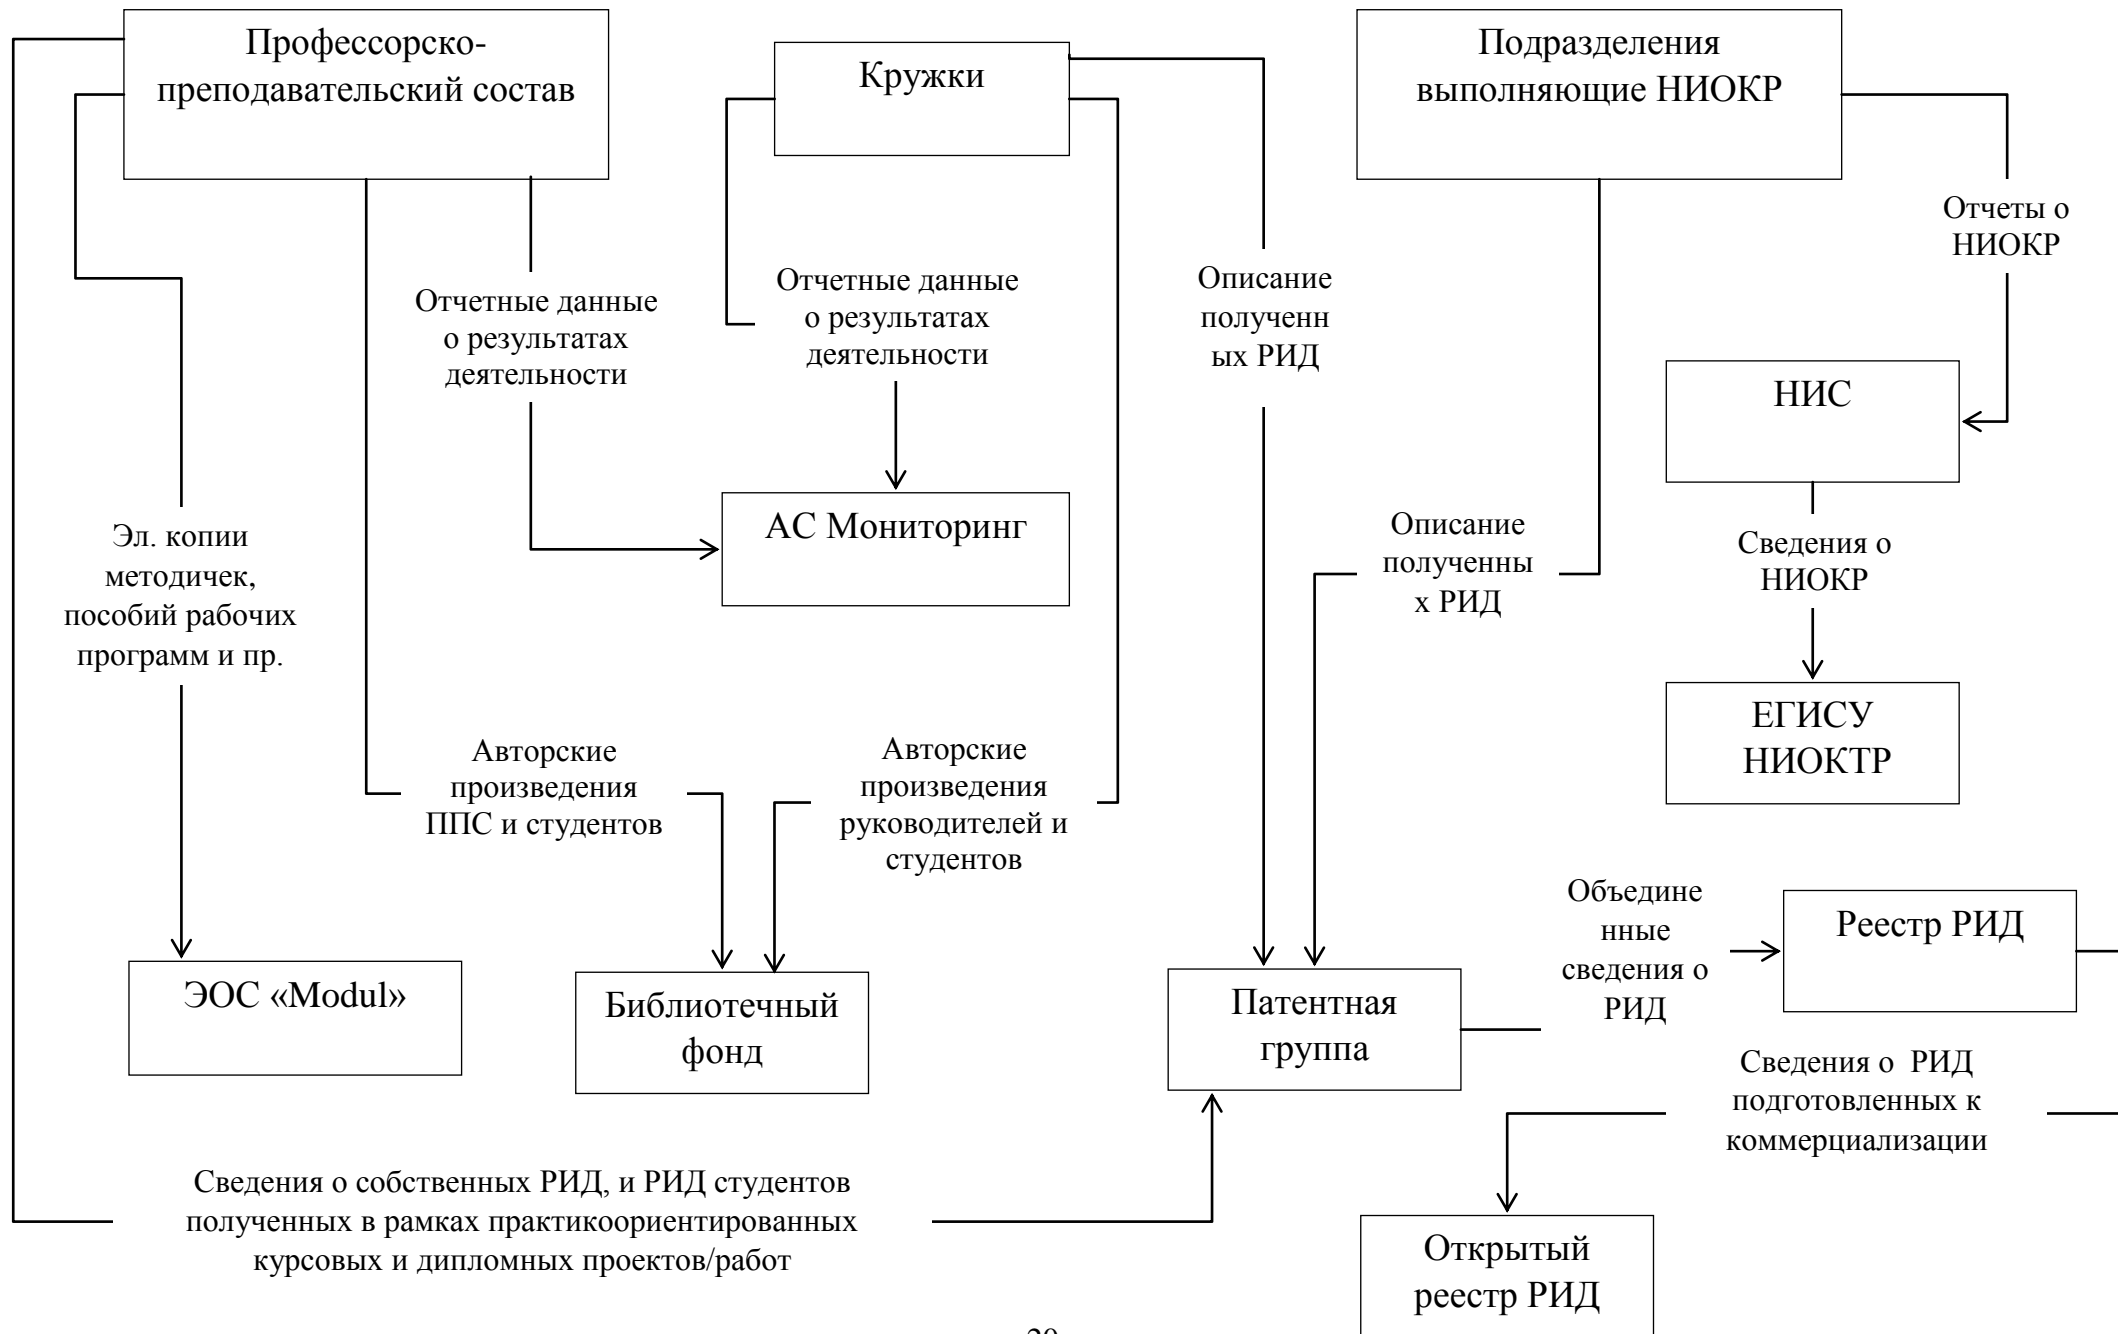 Профессорско-
преподавательский состав
Кружки
Подразделения
выполняющие НИОКР
Отчеты о
НИОКР
Отчетные данные
о результатах
деятельности
Отчетные данные
о результатах
деятельности
Описание
полученн
ых РИД
НИС
АС Мониторинг
Описание
полученны
х РИД
Сведения о
НИОКР
Эл. копии
методичек,
пособий рабочих
программ и пр.
ЕГИСУ
НИОКТР
Авторские
произведения
ППС и студентов
Авторские
произведения
руководителей и
студентов
Объедине
нные
сведения о
РИД
Реестр РИД
ЭОС «Modul»
Библиотечный
фонд
Патентная
группа
Сведения о РИД
подготовленных к
коммерциализации
Сведения о собственных РИД, и РИД студентов
полученных в рамках практикоориентированных
курсовых и дипломных проектов/работ
Открытый
реестр РИД